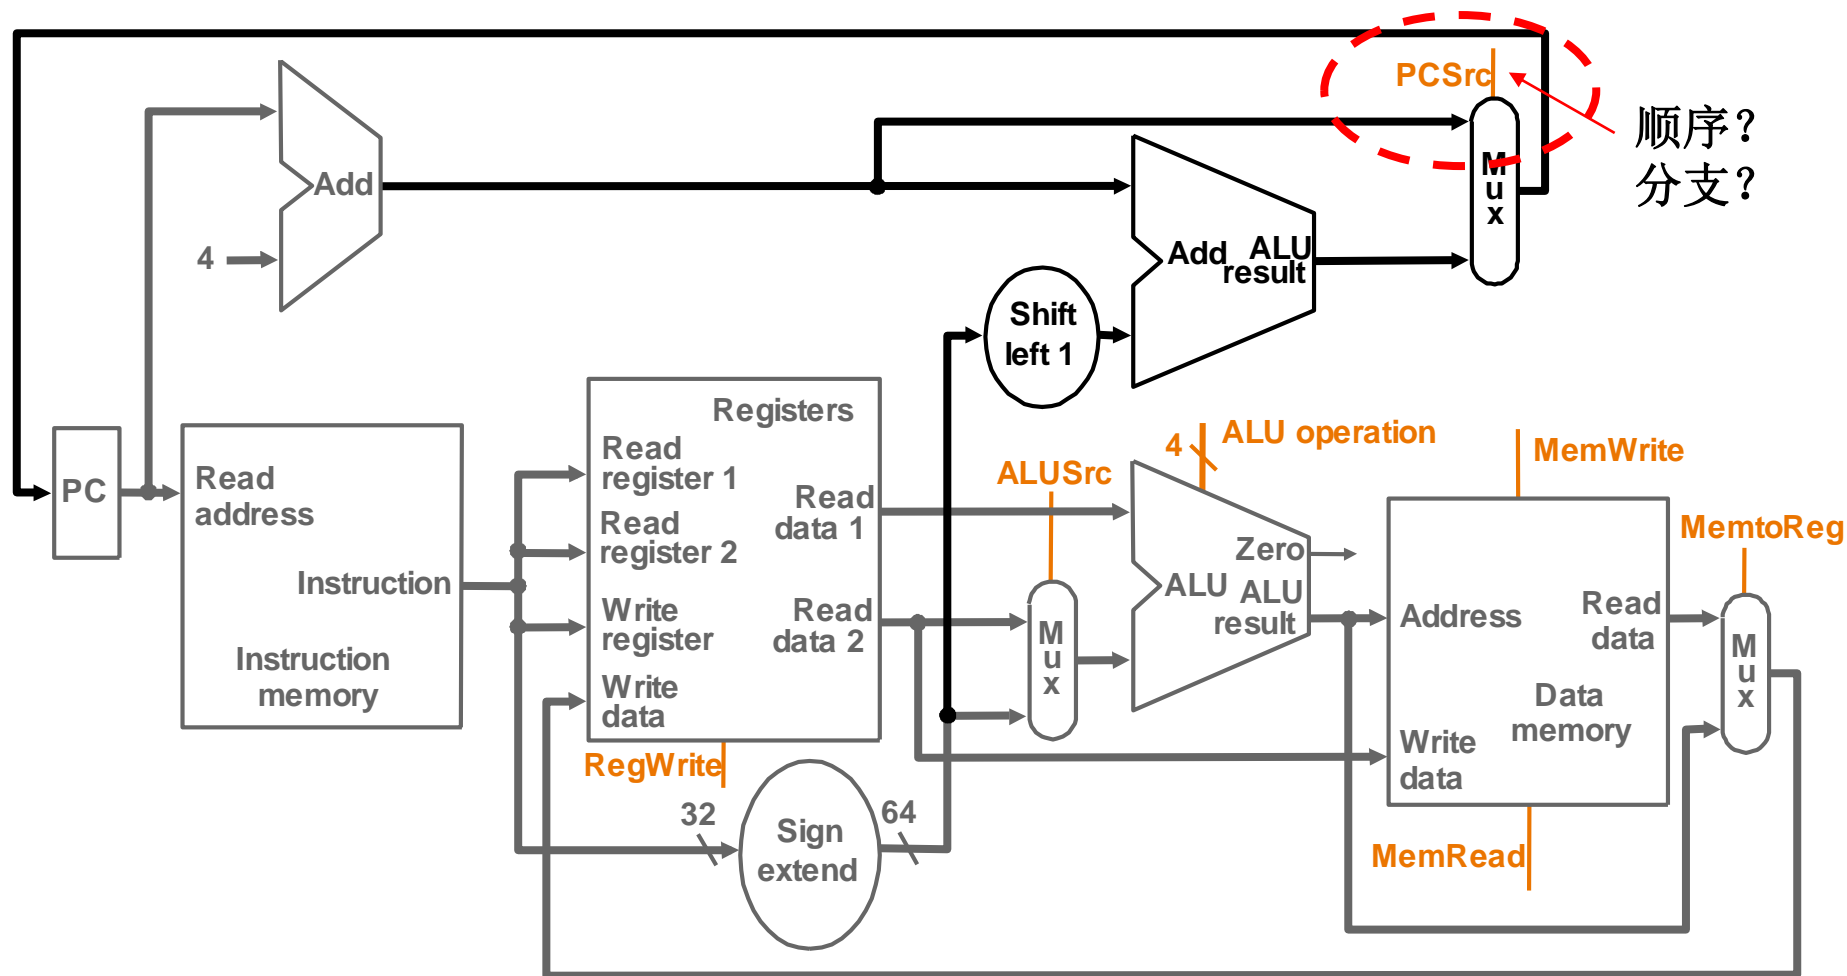 PCSrc
顺序？
分支？
M
u
x
Add
Add
ALU
result
4
Shift
left 1
Registers
Read
register 1
Read
register 2
Write
register
Write
data
Read
data 1
Read
data 2
PC
Read
address
Instruction
Instruction
memory
ALUSrc
4
ALU operation
MemWrite
MemtoReg
Zero
ALU
ALU
result
M
u
x
Address
Read
data
Data
memory
Write
data
M
u
x
RegWrite
32
Sign
extend
64
MemRead